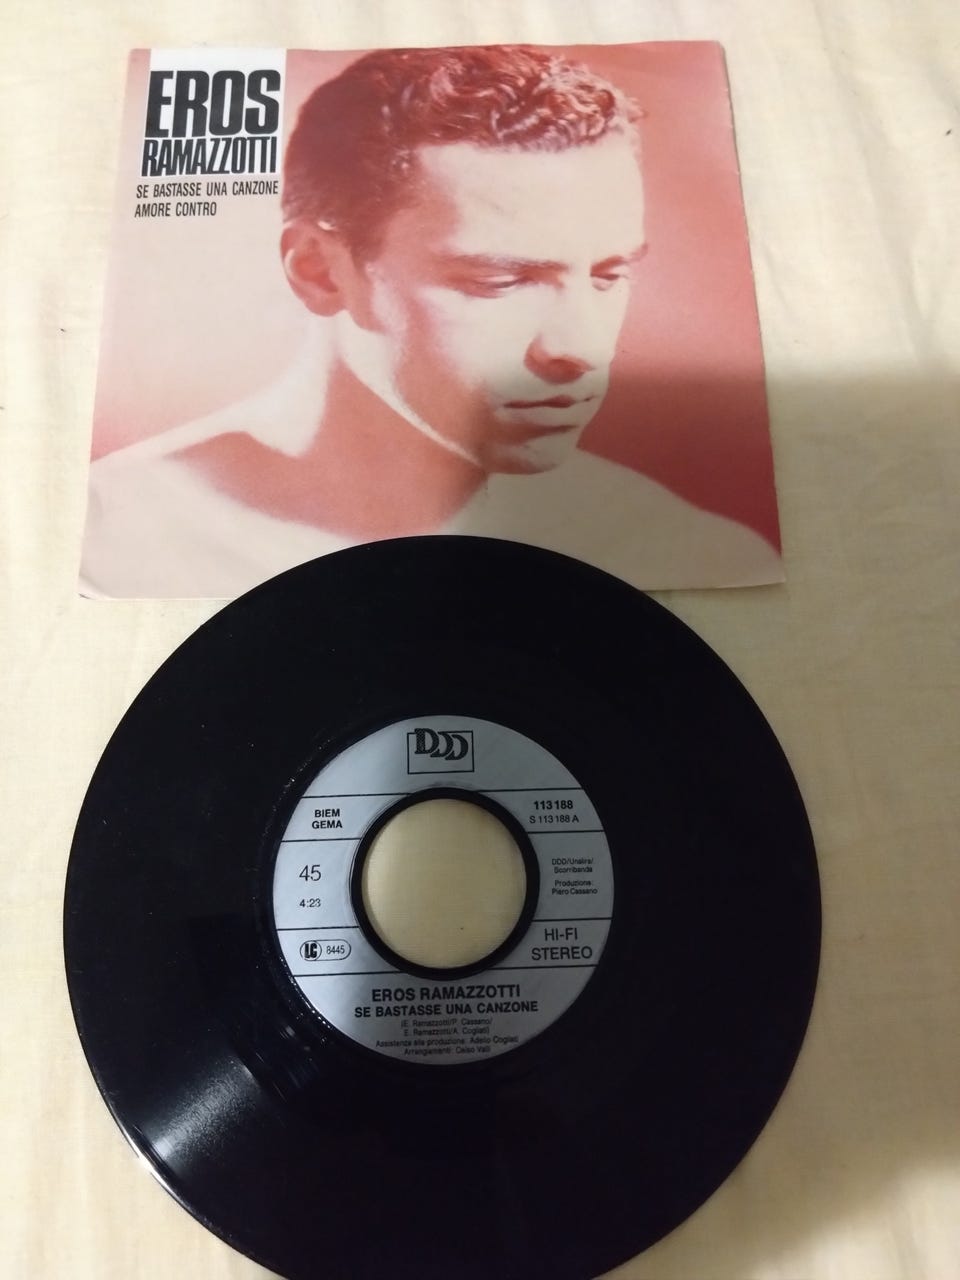 EROS
RAMAZZOTTI
SE BASTASSE UNA CANZONE
AMORE CONTRO
DDD
BIEM
GEMA
113 188
S 113 188 A
45
4:23
DDD/Unalira/
Scorribanda
Produzione:
Piero Cassano
LC 8445
HI-FI
STEREO
EROS RAMAZZOTTI
SE BASTASSE UNA CANZONE
(E. Ramazzotti/P. Cassano/
E. Ramazzotti/A. Cogliati)
Assistenza alla produzione: Adelio Cogliati
Arrangiamenti: Celso Valli